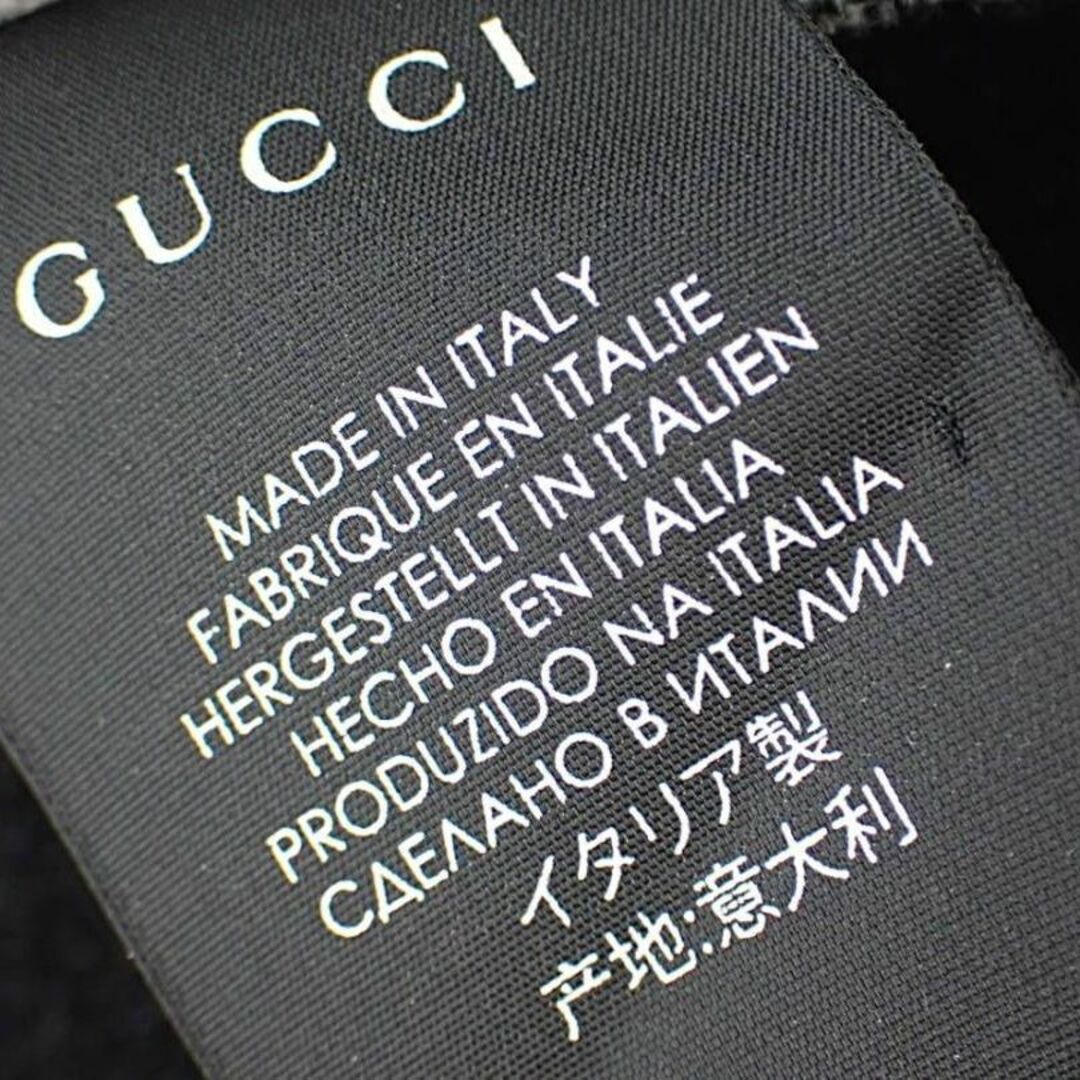 GUCCI
MADE IN ITALY
FABRIQUE EN ITALIE
HERGESTELLT IN ITALIEN
HECHO EN ITALIA
PRODUZIDO NA ITALIA
СДЕЛАНО В ИТАЛИИ
イタリア製
产地:意大利